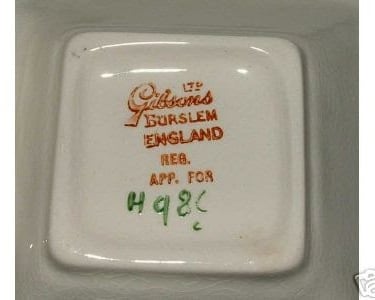 LTD
Gibsons
BURSLEM
ENGLAND
REG.
APP. FOR
H98C
C